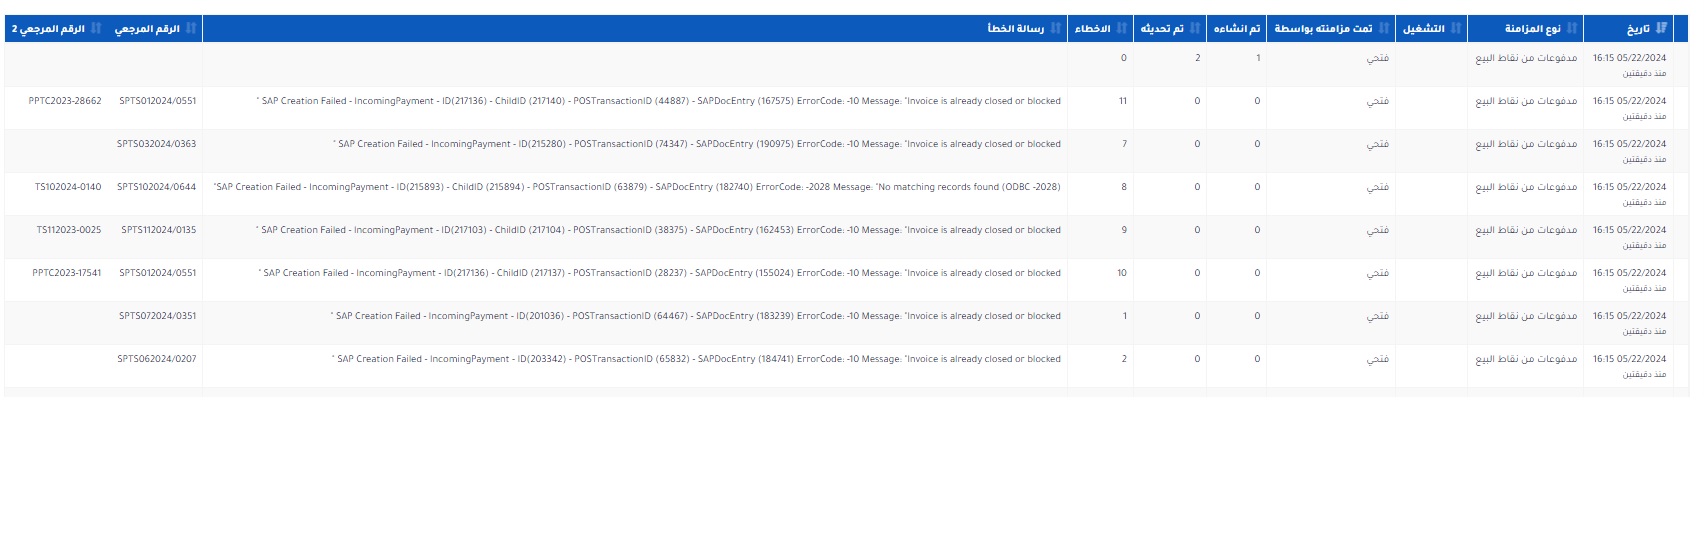 تاريخ نوع المزامنة التشغيل تمت مزامنته بواسطة تم انشاءه تم تحديثه الاخطاء رسالة الخطأ الرقم المرجعي الرقم المرجعي 2
05/22/2024 16:15 مدفوعات من نقاط البيع فتحي 1 2 0
منذ دقيقتين
05/22/2024 16:15 مدفوعات من نقاط البيع فتحي 0 0 11 SAP Creation Failed - IncomingPayment - ID(217136) - ChildID (217140) - POSTransactionID (44887) - SAPDocEntry (167575) ErrorCode: -10 Message: "Invoice is already closed or blocked " SPTS012024/0551 PPTC2023-28662
منذ دقيقتين
05/22/2024 16:15 مدفوعات من نقاط البيع فتحي 0 0 7 SAP Creation Failed - IncomingPayment - ID(215280) - POSTransactionID (74347) - SAPDocEntry (190975) ErrorCode: -10 Message: "Invoice is already closed or blocked " SPTS032024/0363
منذ دقيقتين
05/22/2024 16:15 مدفوعات من نقاط البيع فتحي 0 0 8 SAP Creation Failed - IncomingPayment - ID(215893) - ChildID (215894) - POSTransactionID (63879) - SAPDocEntry (182740) ErrorCode: -2028 Message: "No matching records found (ODBC -2028)" SPTS102024/0644 TS102024-0140
منذ دقيقتين
05/22/2024 16:15 مدفوعات من نقاط البيع فتحي 0 0 9 SAP Creation Failed - IncomingPayment - ID(217103) - ChildID (217104) - POSTransactionID (38375) - SAPDocEntry (162453) ErrorCode: -10 Message: "Invoice is already closed or blocked " SPTS112024/0135 TS112023-0025
منذ دقيقتين
05/22/2024 16:15 مدفوعات من نقاط البيع فتحي 0 0 10 SAP Creation Failed - IncomingPayment - ID(217136) - ChildID (217137) - POSTransactionID (28237) - SAPDocEntry (155024) ErrorCode: -10 Message: "Invoice is already closed or blocked " SPTS012024/0551 PPTC2023-17541
منذ دقيقتين
05/22/2024 16:15 مدفوعات من نقاط البيع فتحي 0 0 1 SAP Creation Failed - IncomingPayment - ID(201036) - POSTransactionID (64467) - SAPDocEntry (183239) ErrorCode: -10 Message: "Invoice is already closed or blocked " SPTS072024/0351
منذ دقيقتين
05/22/2024 16:15 مدفوعات من نقاط البيع فتحي 0 0 2 SAP Creation Failed - IncomingPayment - ID(203342) - POSTransactionID (65832) - SAPDocEntry (184741) ErrorCode: -10 Message: "Invoice is already closed or blocked " SPTS062024/0207
منذ دقيقتين